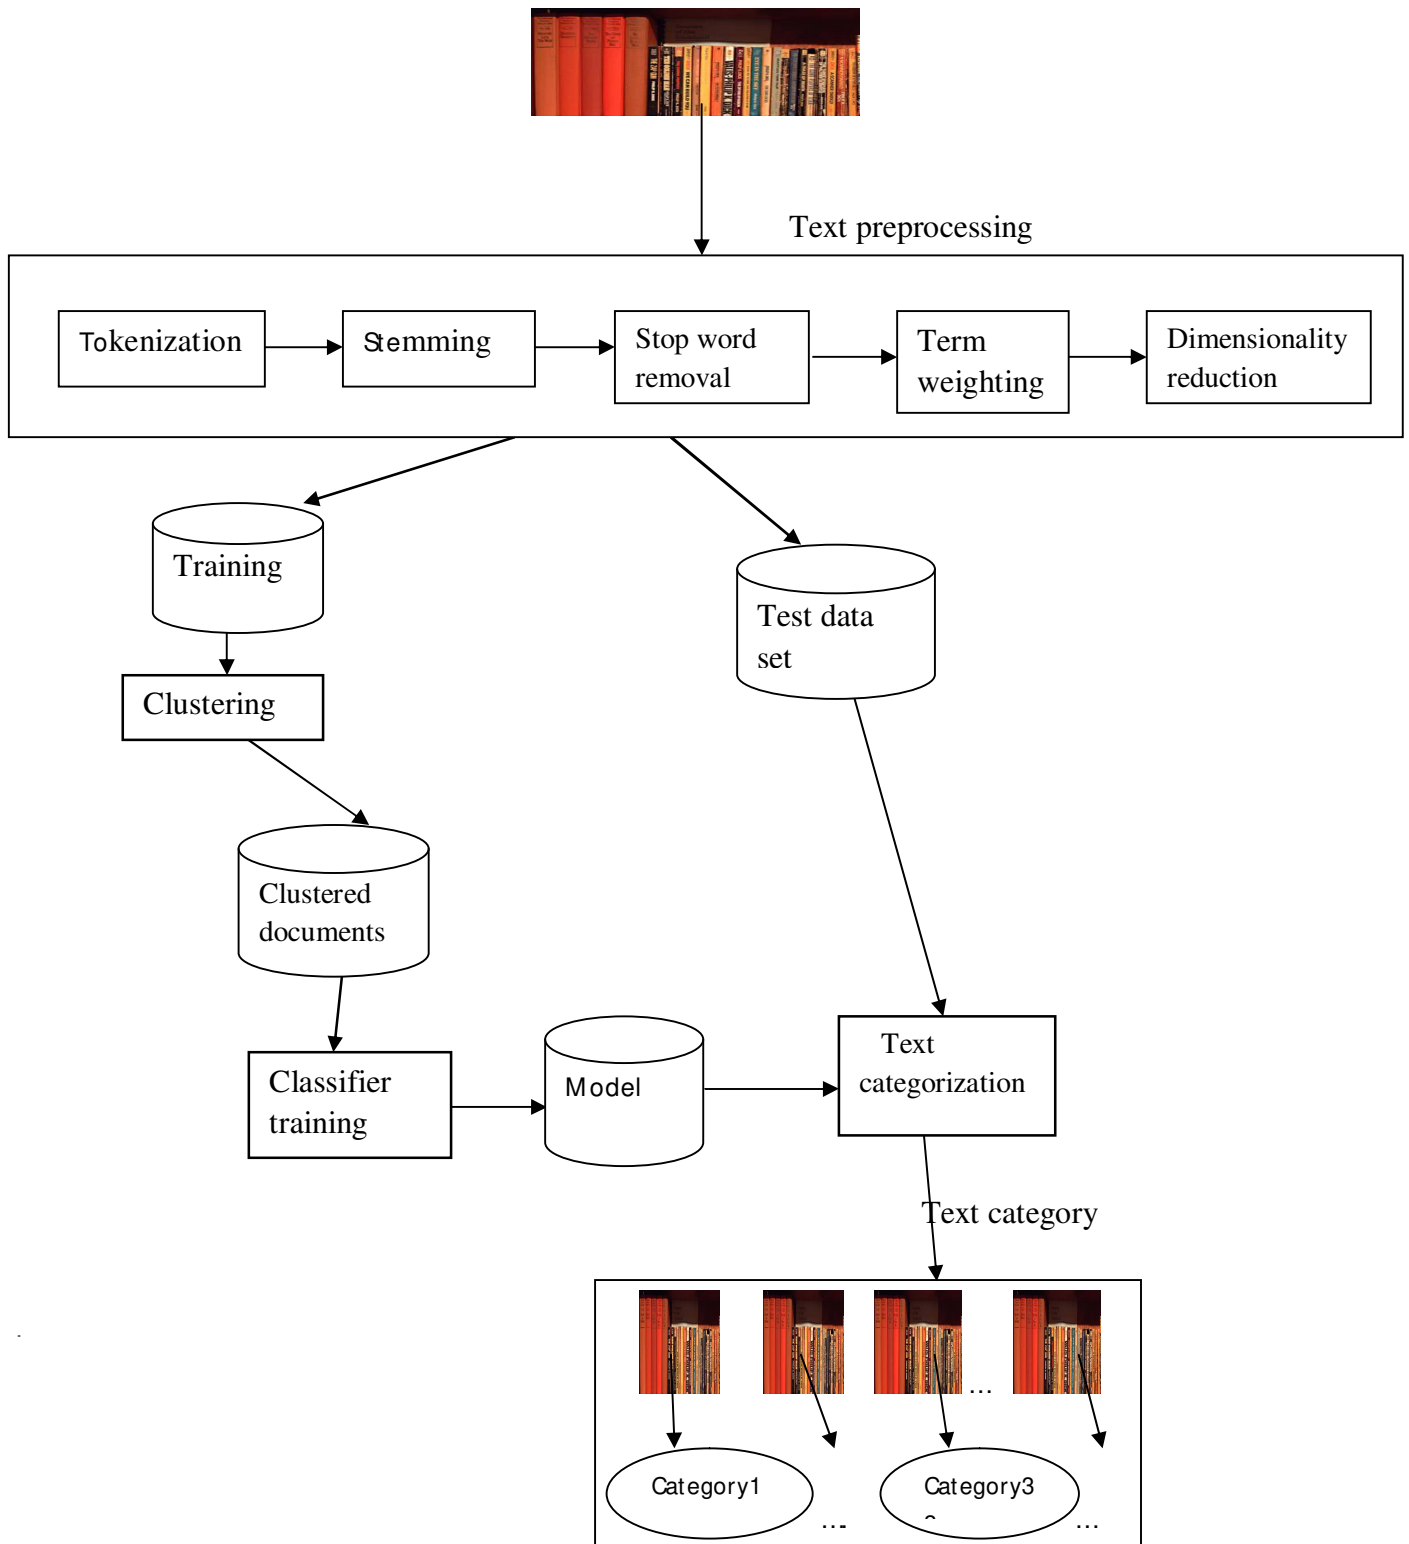 Text preprocessing
Tokenization
Stemming
Stop word
removal
Term
weighting
Dimensionality
reduction
Training
Test data
set
Clustering
Clustered
documents
Classifier
training
Model
Text
categorization
Text category
...
Category1
...
Category3
...